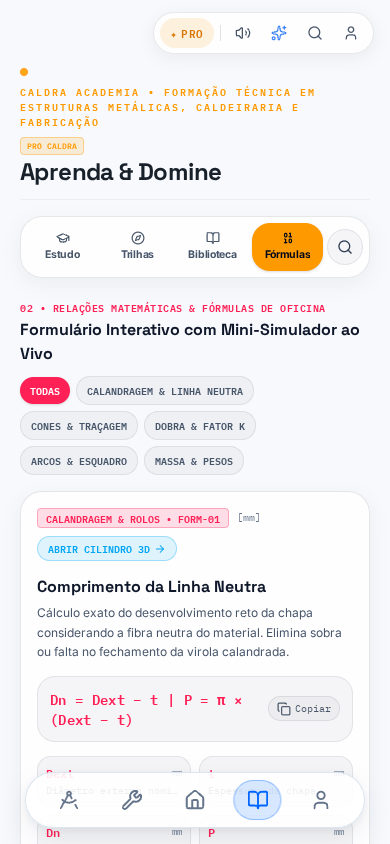 ✦ PRO
CALDRA ACADEMIA • FORMAÇÃO TÉCNICA EM
ESTRUTURAS METÁLICAS, CALDEIRARIA E
FABRICAÇÃO
PRO CALDRA
Aprenda & Domine
Estudo
Trilhas
Biblioteca
Fórmulas
02 • RELAÇÕES MATEMÁTICAS & FÓRMULAS DE OFICINA
Formulário Interativo com Mini-Simulador ao
Vivo
TODAS
CALANDRAGEM & LINHA NEUTRA
CONES & TRAÇAGEM
DOBRA & FATOR K
ARCOS & ESQUADRO
MASSA & PESOS
CALANDRAGEM & ROLOS • FORM-01
[mm]
ABRIR CILINDRO 3D →
Comprimento da Linha Neutra
Cálculo exato do desenvolvimento reto da chapa
considerando a fibra neutra do material. Elimina sobra
ou falta no fechamento da virola calandrada.
Dn = Dext − t | P = π ×
(Dext − t)
Copiar
Dext
mm
t
mm
Dn
mm
P
mm